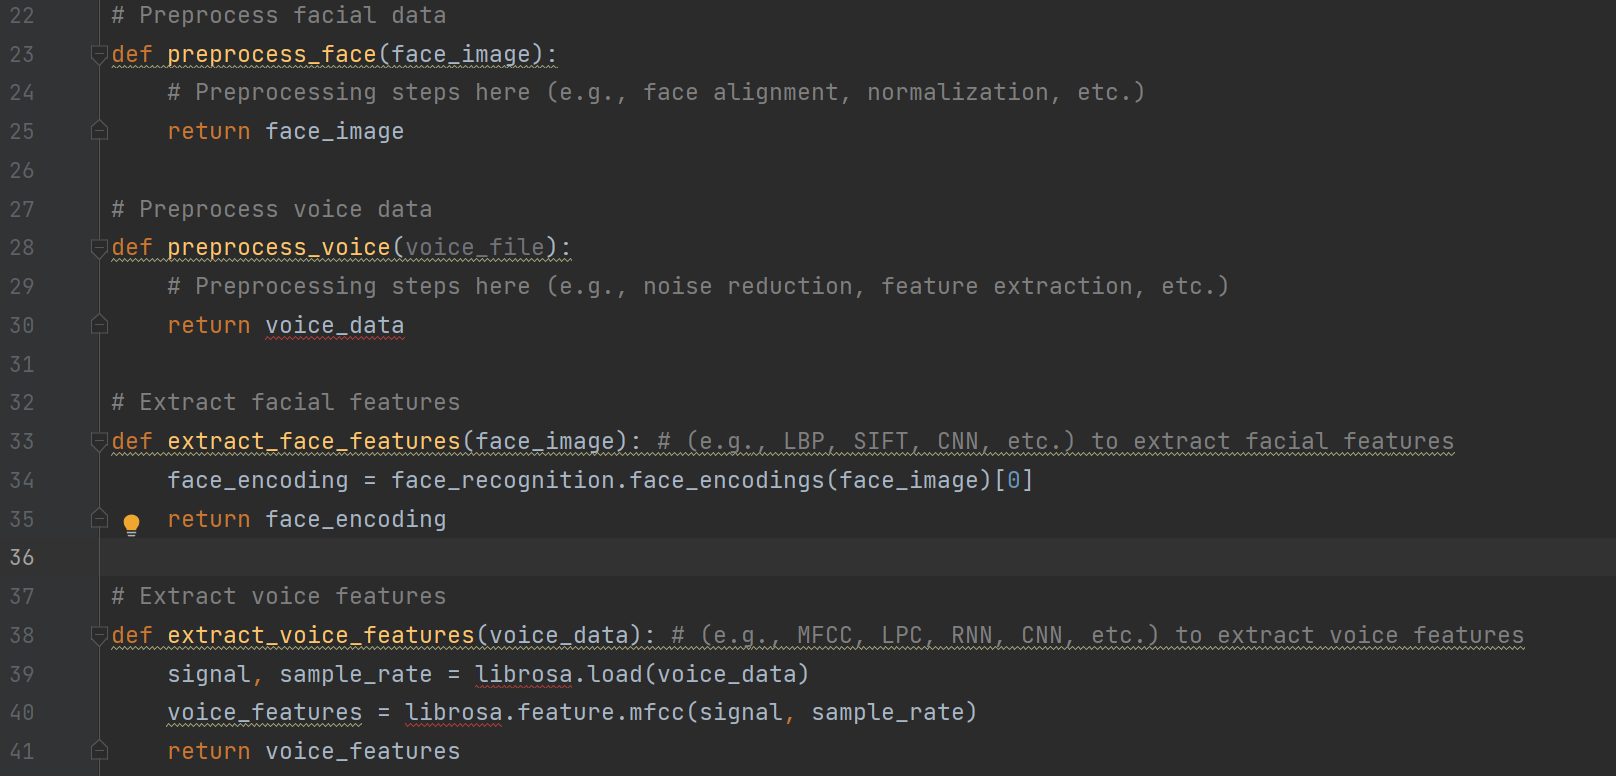 22 # Preprocess facial data
23 def preprocess_face(face_image):
24     # Preprocessing steps here (e.g., face alignment, normalization, etc.)
25     return face_image
26
27 # Preprocess voice data
28 def preprocess_voice(voice_file):
29     # Preprocessing steps here (e.g., noise reduction, feature extraction, etc.)
30     return voice_data
31
32 # Extract facial features
33 def extract_face_features(face_image): # (e.g., LBP, SIFT, CNN, etc.) to extract facial features
34     face_encoding = face_recognition.face_encodings(face_image)[0]
35     return face_encoding
36
37 # Extract voice features
38 def extract_voice_features(voice_data): # (e.g., MFCC, LPC, RNN, CNN, etc.) to extract voice features
39     signal, sample_rate = librosa.load(voice_data)
40     voice_features = librosa.feature.mfcc(signal, sample_rate)
41     return voice_features